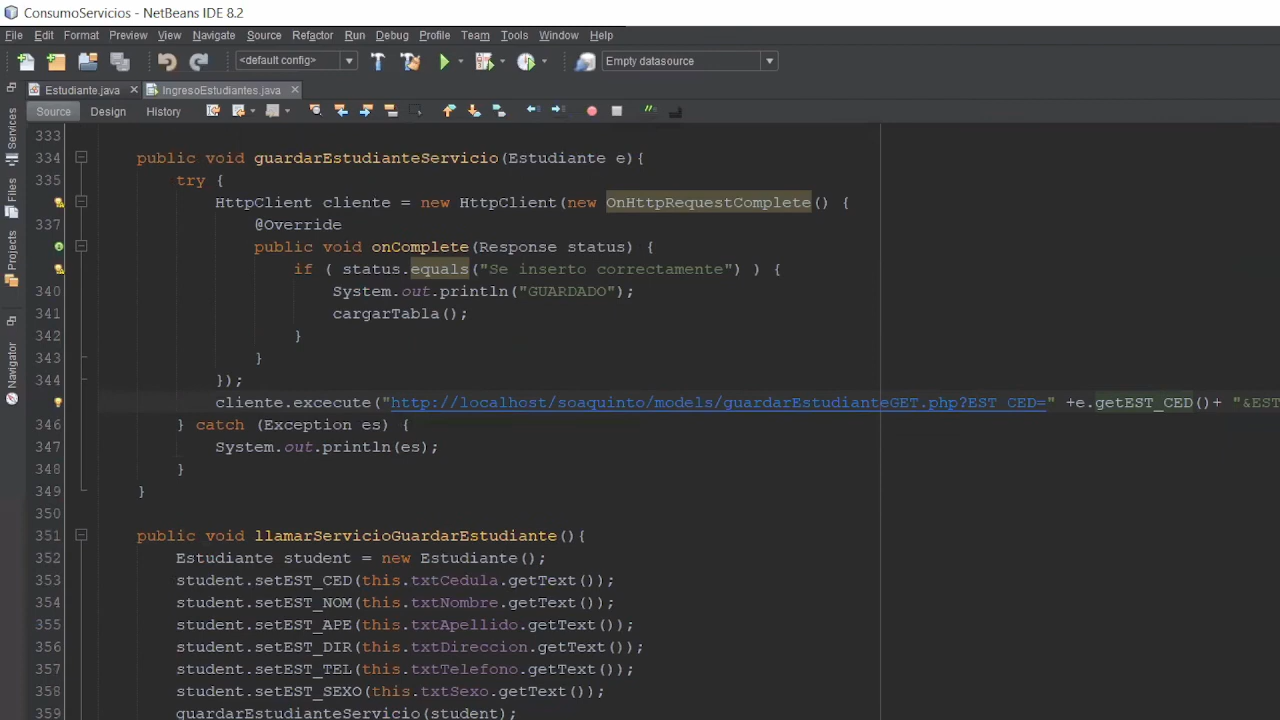 ConsumoServicios - NetBeans IDE 8.2
File Edit Format Preview View Navigate Source Refactor Run Debug Profile Team Tools Window Help
<default config> Empty datasource
Estudiante.java IngresoEstudiantes.java
Source Design History
Services
Files
Projects
Navigator
333
334 public void guardarEstudianteServicio(Estudiante e){
335 try {
HttpClient cliente = new HttpClient(new OnHttpRequestComplete() {
337 @Override
public void onComplete(Response status) {
if ( status.equals("Se inserto correctamente") ) {
340 System.out.println("GUARDADO");
341 cargarTabla();
342 }
343 }
344 });
cliente.excecute("http://localhost/soaquinto/models/guardarEstudianteGET.php?EST_CED=" +e.getEST_CED()+ "&EST
346 } catch (Exception es) {
347 System.out.println(es);
348 }
349 }
350
351 public void llamarServicioGuardarEstudiante(){
352 Estudiante student = new Estudiante();
353 student.setEST_CED(this.txtCedula.getText());
354 student.setEST_NOM(this.txtNombre.getText());
355 student.setEST_APE(this.txtApellido.getText());
356 student.setEST_DIR(this.txtDireccion.getText());
357 student.setEST_TEL(this.txtTelefono.getText());
358 student.setEST_SEXO(this.txtSexo.getText());
359 guardarEstudianteServicio(student);